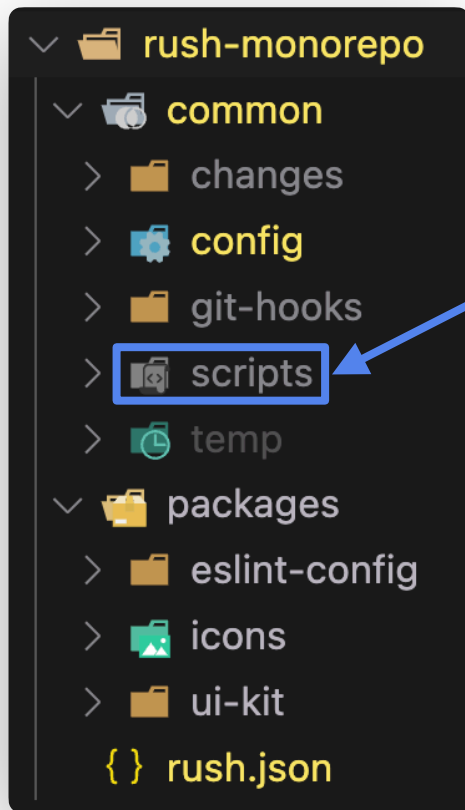 rush-monorepo
common
changes
config
git-hooks
scripts
temp
packages
eslint-config
icons
ui-kit
{ } rush.json